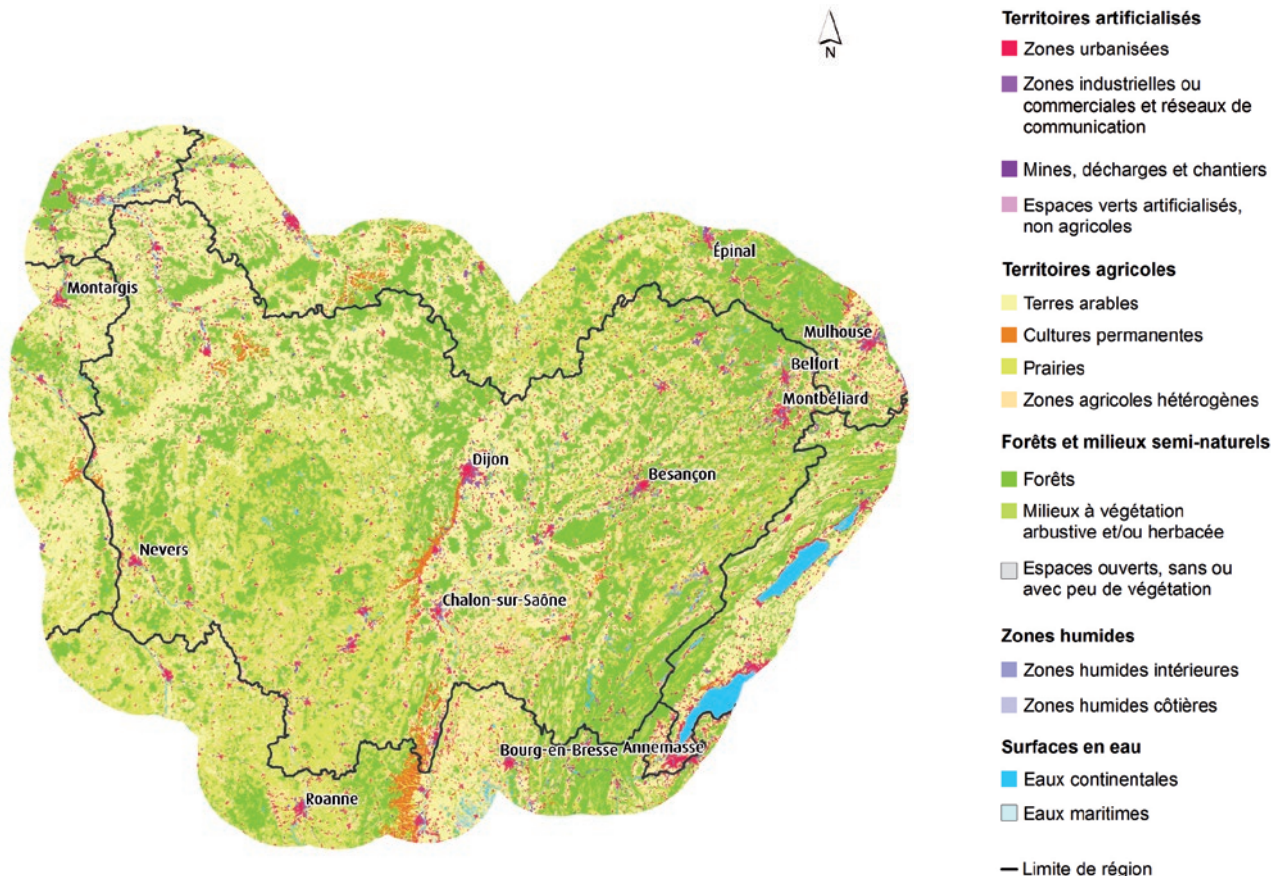 N
Épinal
Montargis
Mulhouse
Belfort
Montbéliard
Dijon
Besançon
Nevers
Chalon-sur-Saône
Bourg-en-Bresse
Annemasse
Roanne
Territoires artificialisés
Zones urbanisées
Zones industrielles ou
commerciales et réseaux de
communication
Mines, décharges et chantiers
Espaces verts artificialisés,
non agricoles
Territoires agricoles
Terres arables
Cultures permanentes
Prairies
Zones agricoles hétérogènes
Forêts et milieux semi-naturels
Forêts
Milieux à végétation
arbustive et/ou herbacée
Espaces ouverts, sans ou
avec peu de végétation
Zones humides
Zones humides intérieures
Zones humides côtières
Surfaces en eau
Eaux continentales
Eaux maritimes
Limite de région